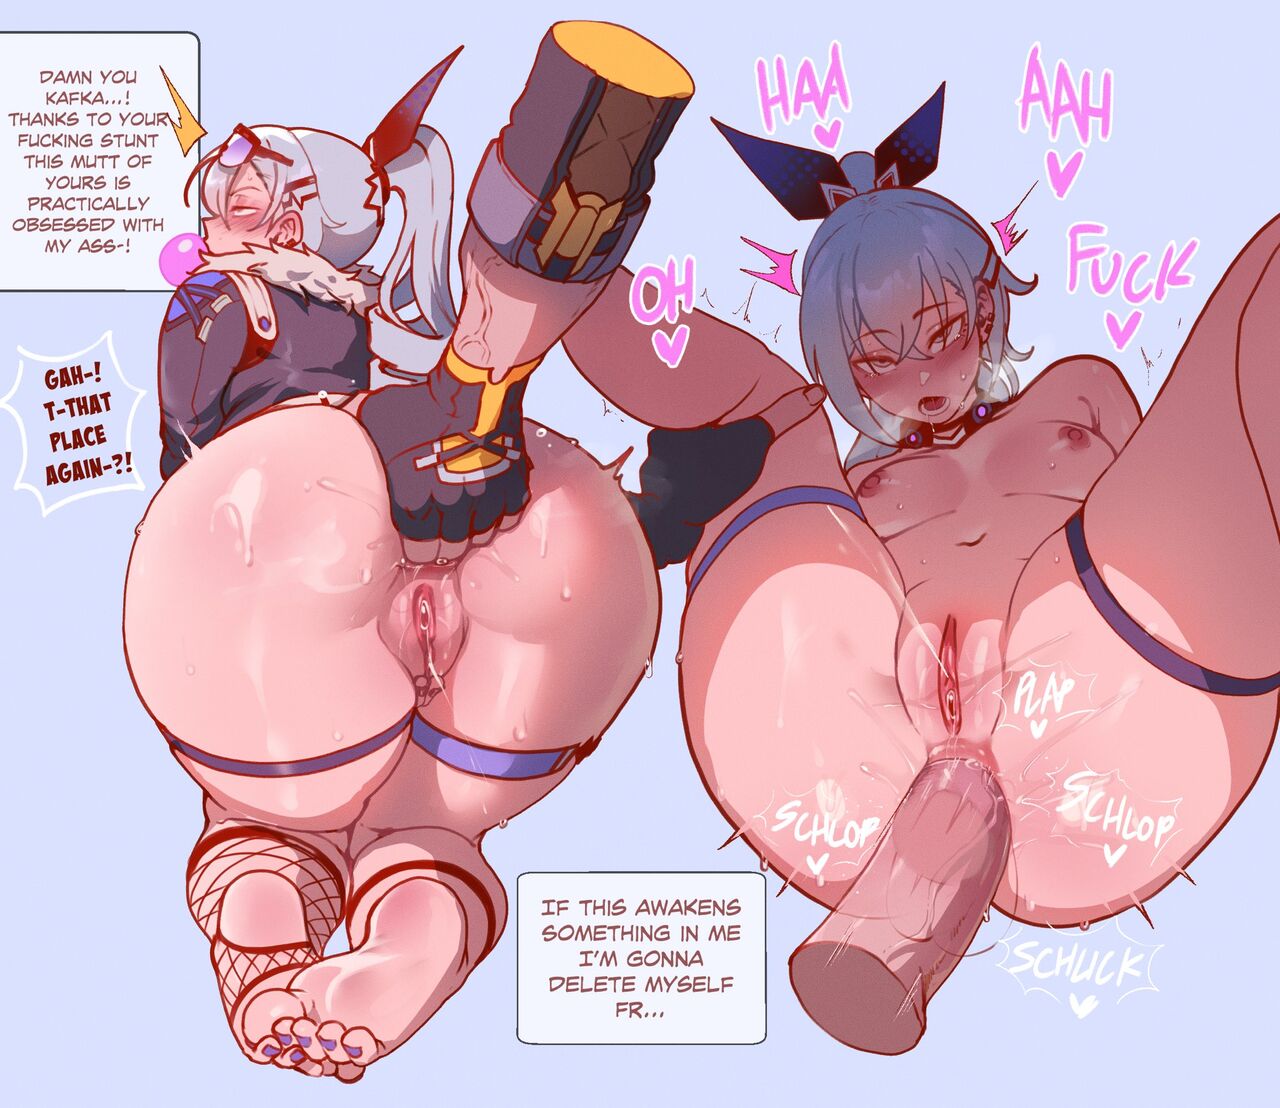 DAMN YOU
KAFKA...!
THANKS TO YOUR
FUCKING STUNT
THIS MUTT OF
YOURS IS
PRACTICALLY
OBSESSED WITH
MY ASS-!
GAH-!
T-THAT
PLACE
AGAIN-?!
HAA
AAH
OH
FUCK
PLAP
SCHLOP
SCHLOP
SCHUCK
IF THIS AWAKENS
SOMETHING IN ME
I'M GONNA
DELETE MYSELF
FR...